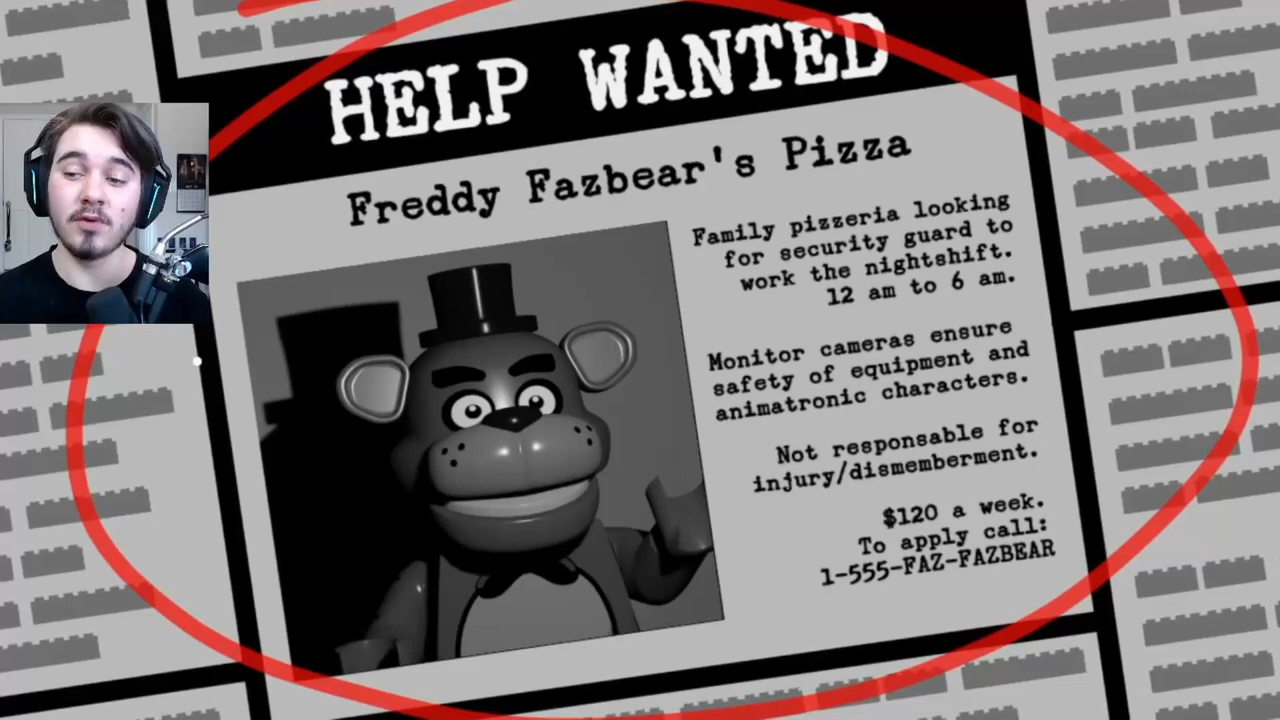 HELP WANTED
Freddy Fazbear's Pizza
Family pizzeria looking
for security guard to
work the nightshift.
12 am to 6 am.
Monitor cameras ensure
safety of equipment and
animatronic characters.
Not responsable for
injury/dismemberment.
$120 a week.
To apply call:
1-555-FAZ-FAZBEAR